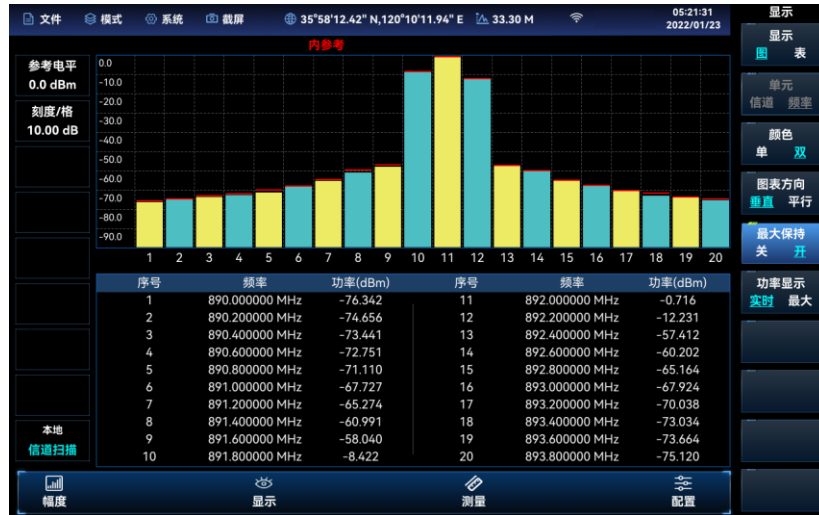 文件 模式 系统 截屏 35°58'12.42" N,120°10'11.94" E 33.30 M 05:21:31 2022/01/23
内参考
参考电平
0.0 dBm
刻度/格
10.00 dB
本地
信道扫描
0.0
-10.0
-20.0
-30.0
-40.0
-50.0
-60.0
-70.0
-80.0
-90.0
1 2 3 4 5 6 7 8 9 10 11 12 13 14 15 16 17 18 19 20
序号 频率 功率(dBm) 序号 频率 功率(dBm)
1 890.000000 MHz -76.342 11 892.000000 MHz -0.716
2 890.200000 MHz -74.656 12 892.200000 MHz -12.231
3 890.400000 MHz -73.441 13 892.400000 MHz -57.412
4 890.600000 MHz -72.751 14 892.600000 MHz -60.202
5 890.800000 MHz -71.110 15 892.800000 MHz -65.164
6 891.000000 MHz -67.727 16 893.000000 MHz -67.924
7 891.200000 MHz -65.274 17 893.200000 MHz -70.038
8 891.400000 MHz -60.991 18 893.400000 MHz -73.034
9 891.600000 MHz -58.040 19 893.600000 MHz -73.664
10 891.800000 MHz -8.422 20 893.800000 MHz -75.120
显示
显示
图 表
单元
信道 频率
颜色
单 双
图表方向
垂直 平行
最大保持
关 开
功率显示
实时 最大
幅度 显示 测量 配置